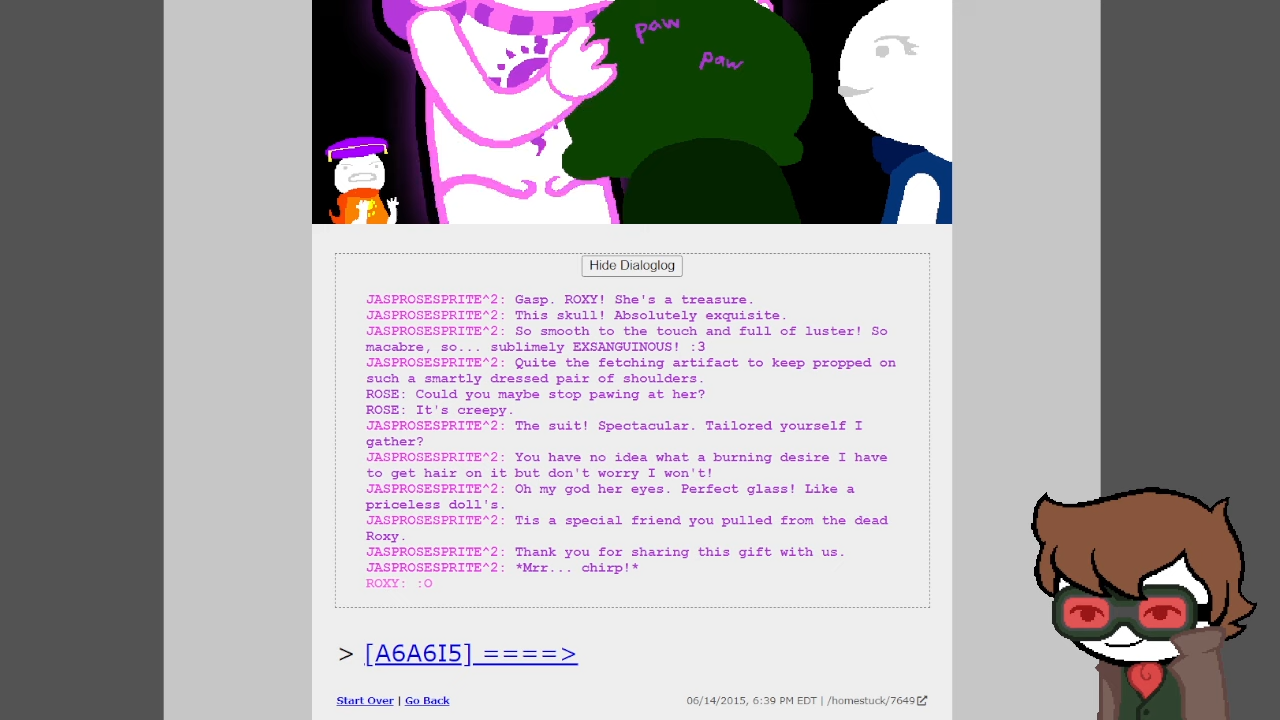 paw
paw
Hide Dialoglog
JASPROSESPRITE^2: Gasp. ROXY! She's a treasure.
JASPROSESPRITE^2: This skull! Absolutely exquisite.
JASPROSESPRITE^2: So smooth to the touch and full of luster! So
macabre, so... sublimely EXSANGUINOUS! :3
JASPROSESPRITE^2: Quite the fetching artifact to keep propped on
such a smartly dressed pair of shoulders.
ROSE: Could you maybe stop pawing at her?
ROSE: It's creepy.
JASPROSESPRITE^2: The suit! Spectacular. Tailored yourself I
gather?
JASPROSESPRITE^2: You have no idea what a burning desire I have
to get hair on it but don't worry I won't!
JASPROSESPRITE^2: Oh my god her eyes. Perfect glass! Like a
priceless doll's.
JASPROSESPRITE^2: Tis a special friend you pulled from the dead
Roxy.
JASPROSESPRITE^2: Thank you for sharing this gift with us.
JASPROSESPRITE^2: *Mrr... chirp!*
ROXY: :O
> [A6A6I5] ====>
Start Over | Go Back
06/14/2015, 6:39 PM EDT | /homestuck/7649